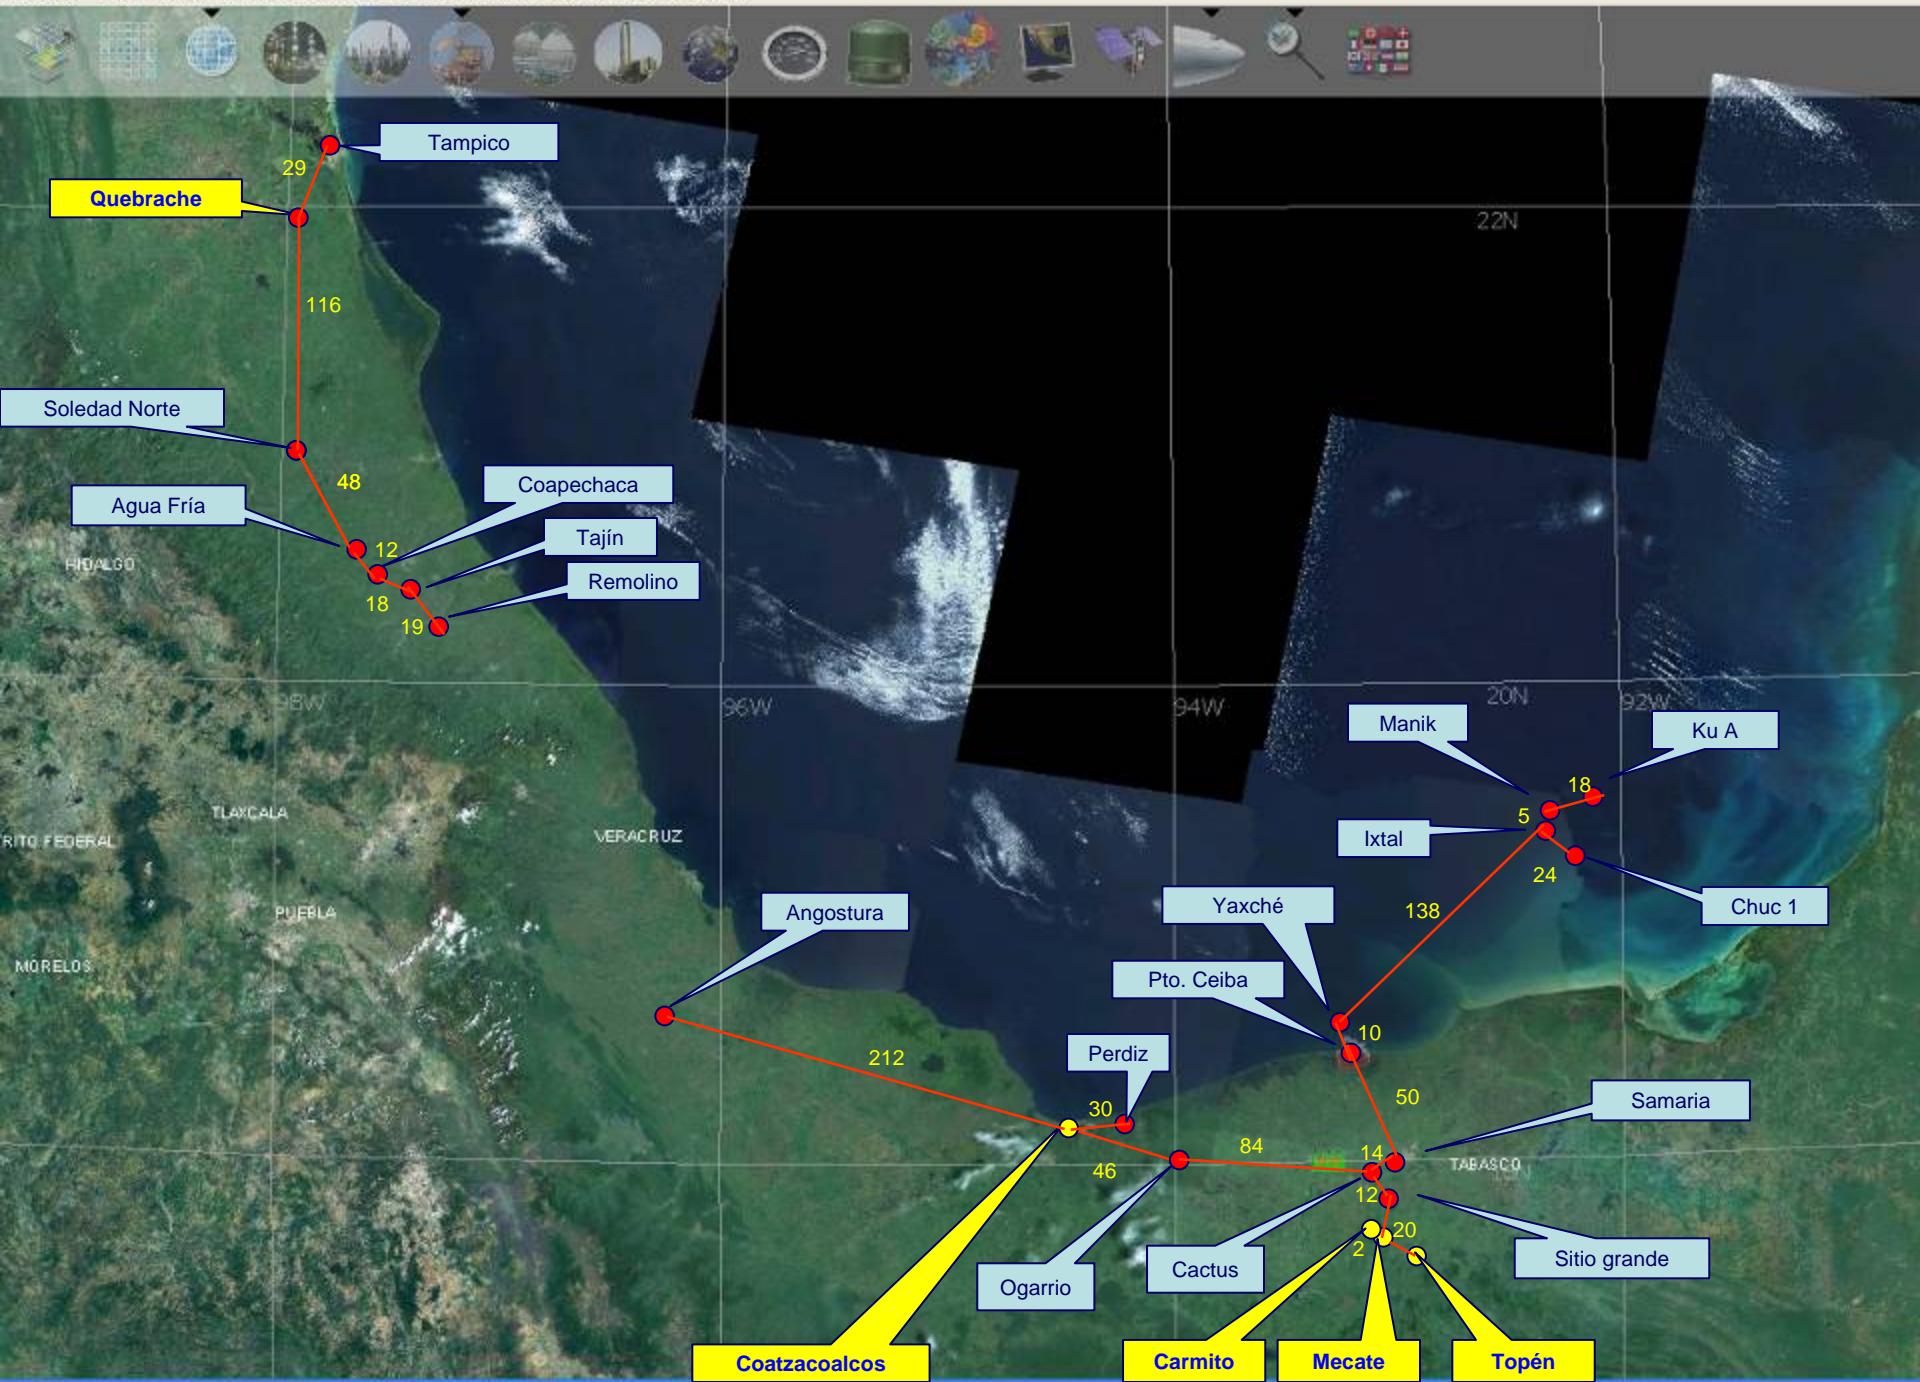 Tampico
29
Quebrache
22N
116
Soledad Norte
48
Coapechaca
Agua Fría
Tajín
12
HIDALGO
Remolino
18
19
98W
96W
94W
20N
92W
Manik
Ku A
18
5
Ixtal
24
TLAXCALA
VERACRUZ
RITO FEDERAL
PUEBLA
MORELOS
Angostura
Yaxché
138
Chuc 1
Pto. Ceiba
10
212
Perdiz
30
50
Samaria
84
14
46
TABASCO
12
20
2
Ogarrio
Cactus
Sitio grande
Coatzacoalcos
Carmito
Mecate
Topén